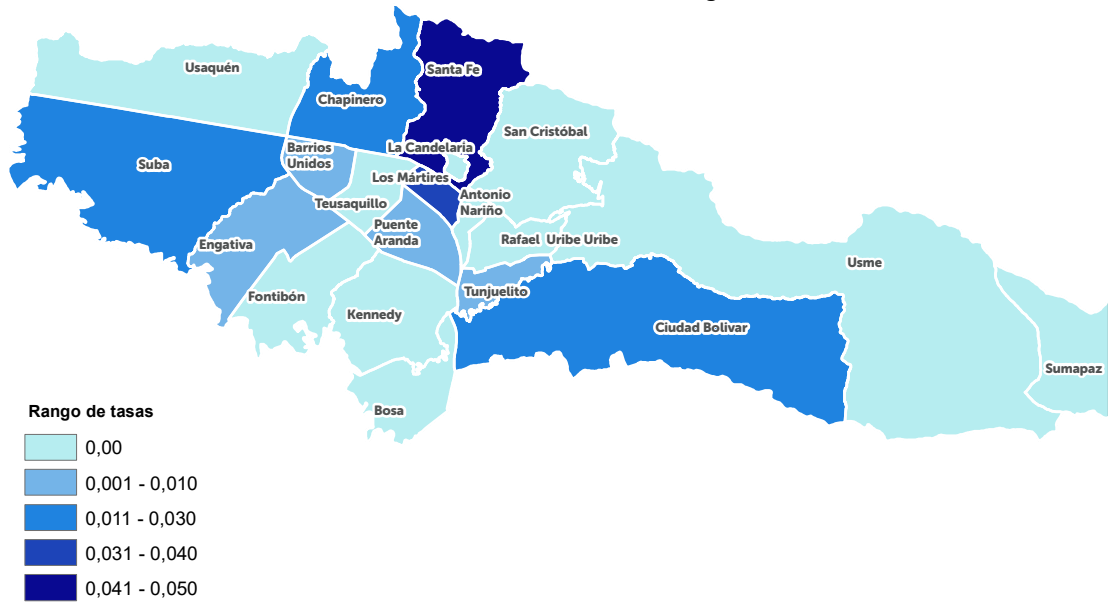 Usaquén
Santa Fe
Chapinero
San Cristóbal
Barrios
Unidos
La Candelaria
Suba
Los Mártires
Antonio
Nariño
Teusaquillo
Puente
Aranda
Engativa
Rafael Uribe Uribe
Usme
Fontibón
Tunjuelito
Kennedy
Ciudad Bolivar
Sumapaz
Bosa
Rango de tasas
0,00
0,001 - 0,010
0,011 - 0,030
0,031 - 0,040
0,041 - 0,050